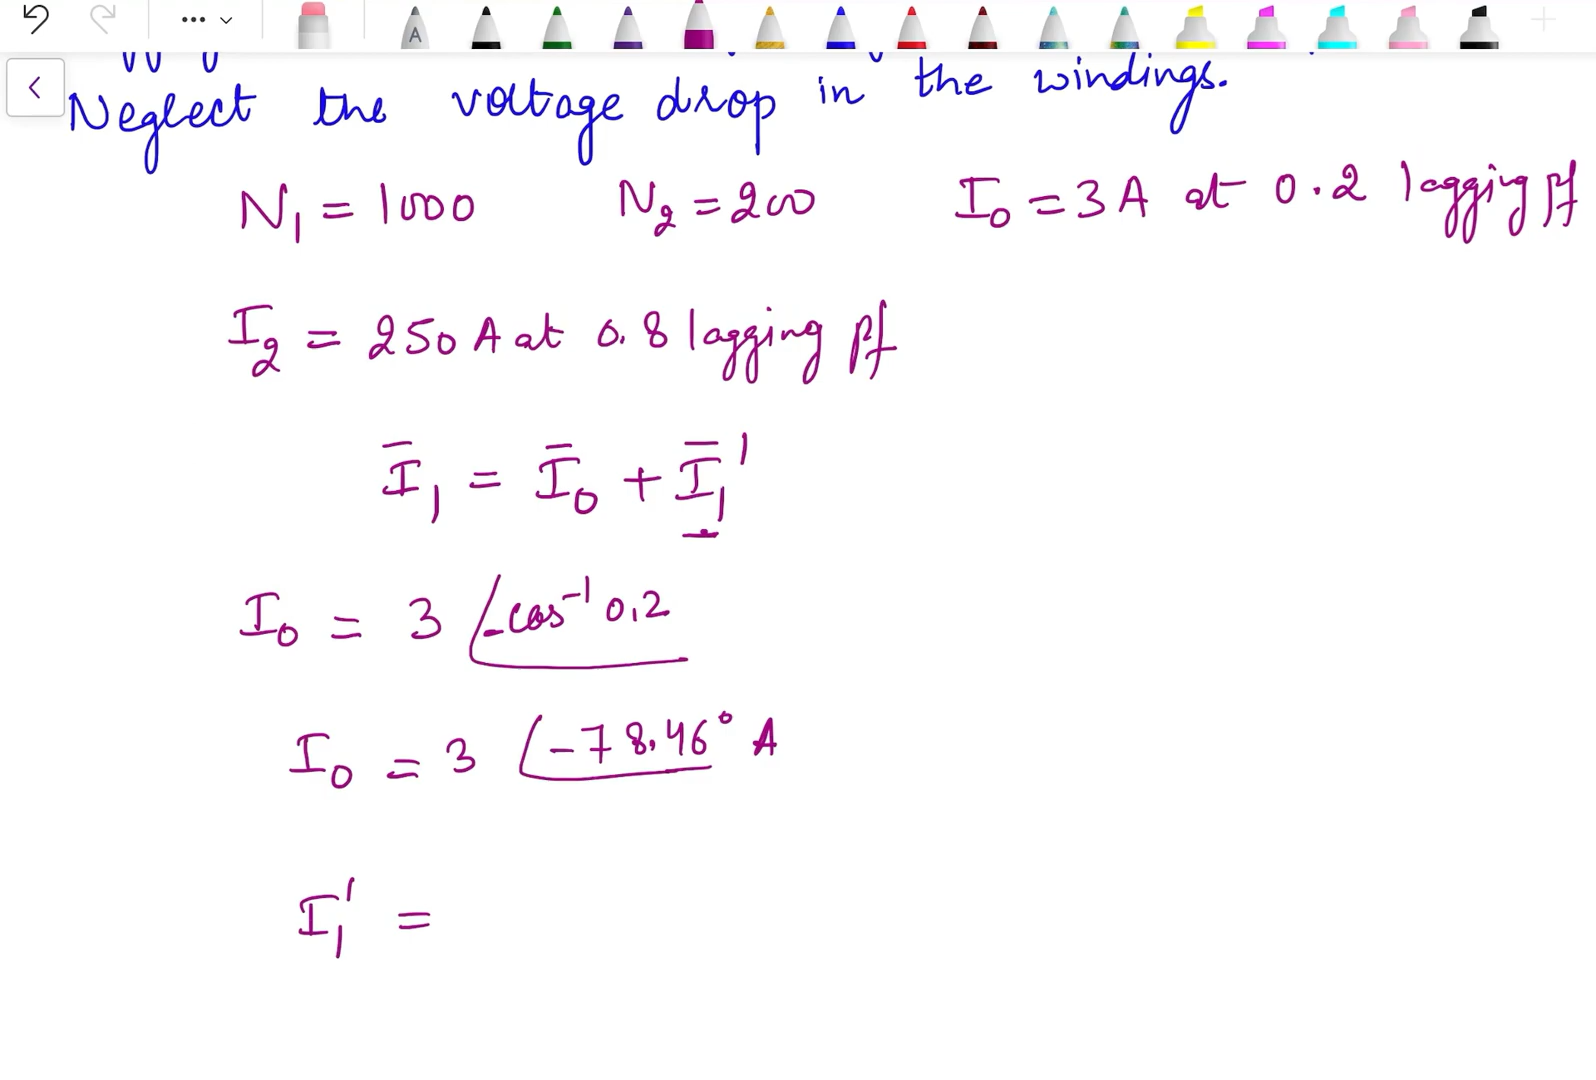 A
Neglect the voltage drop in the windings.
N₁ = 1000 N₂ = 200 I₀ = 3 A at 0.2 lagging pf
I₂ = 250 A at 0.8 lagging pf
Ī₁ = Ī₀ + Ī₁'
I₀ = 3 ∠-cos⁻¹ 0.2
I₀ = 3 ∠-78.46° A
I₁' =